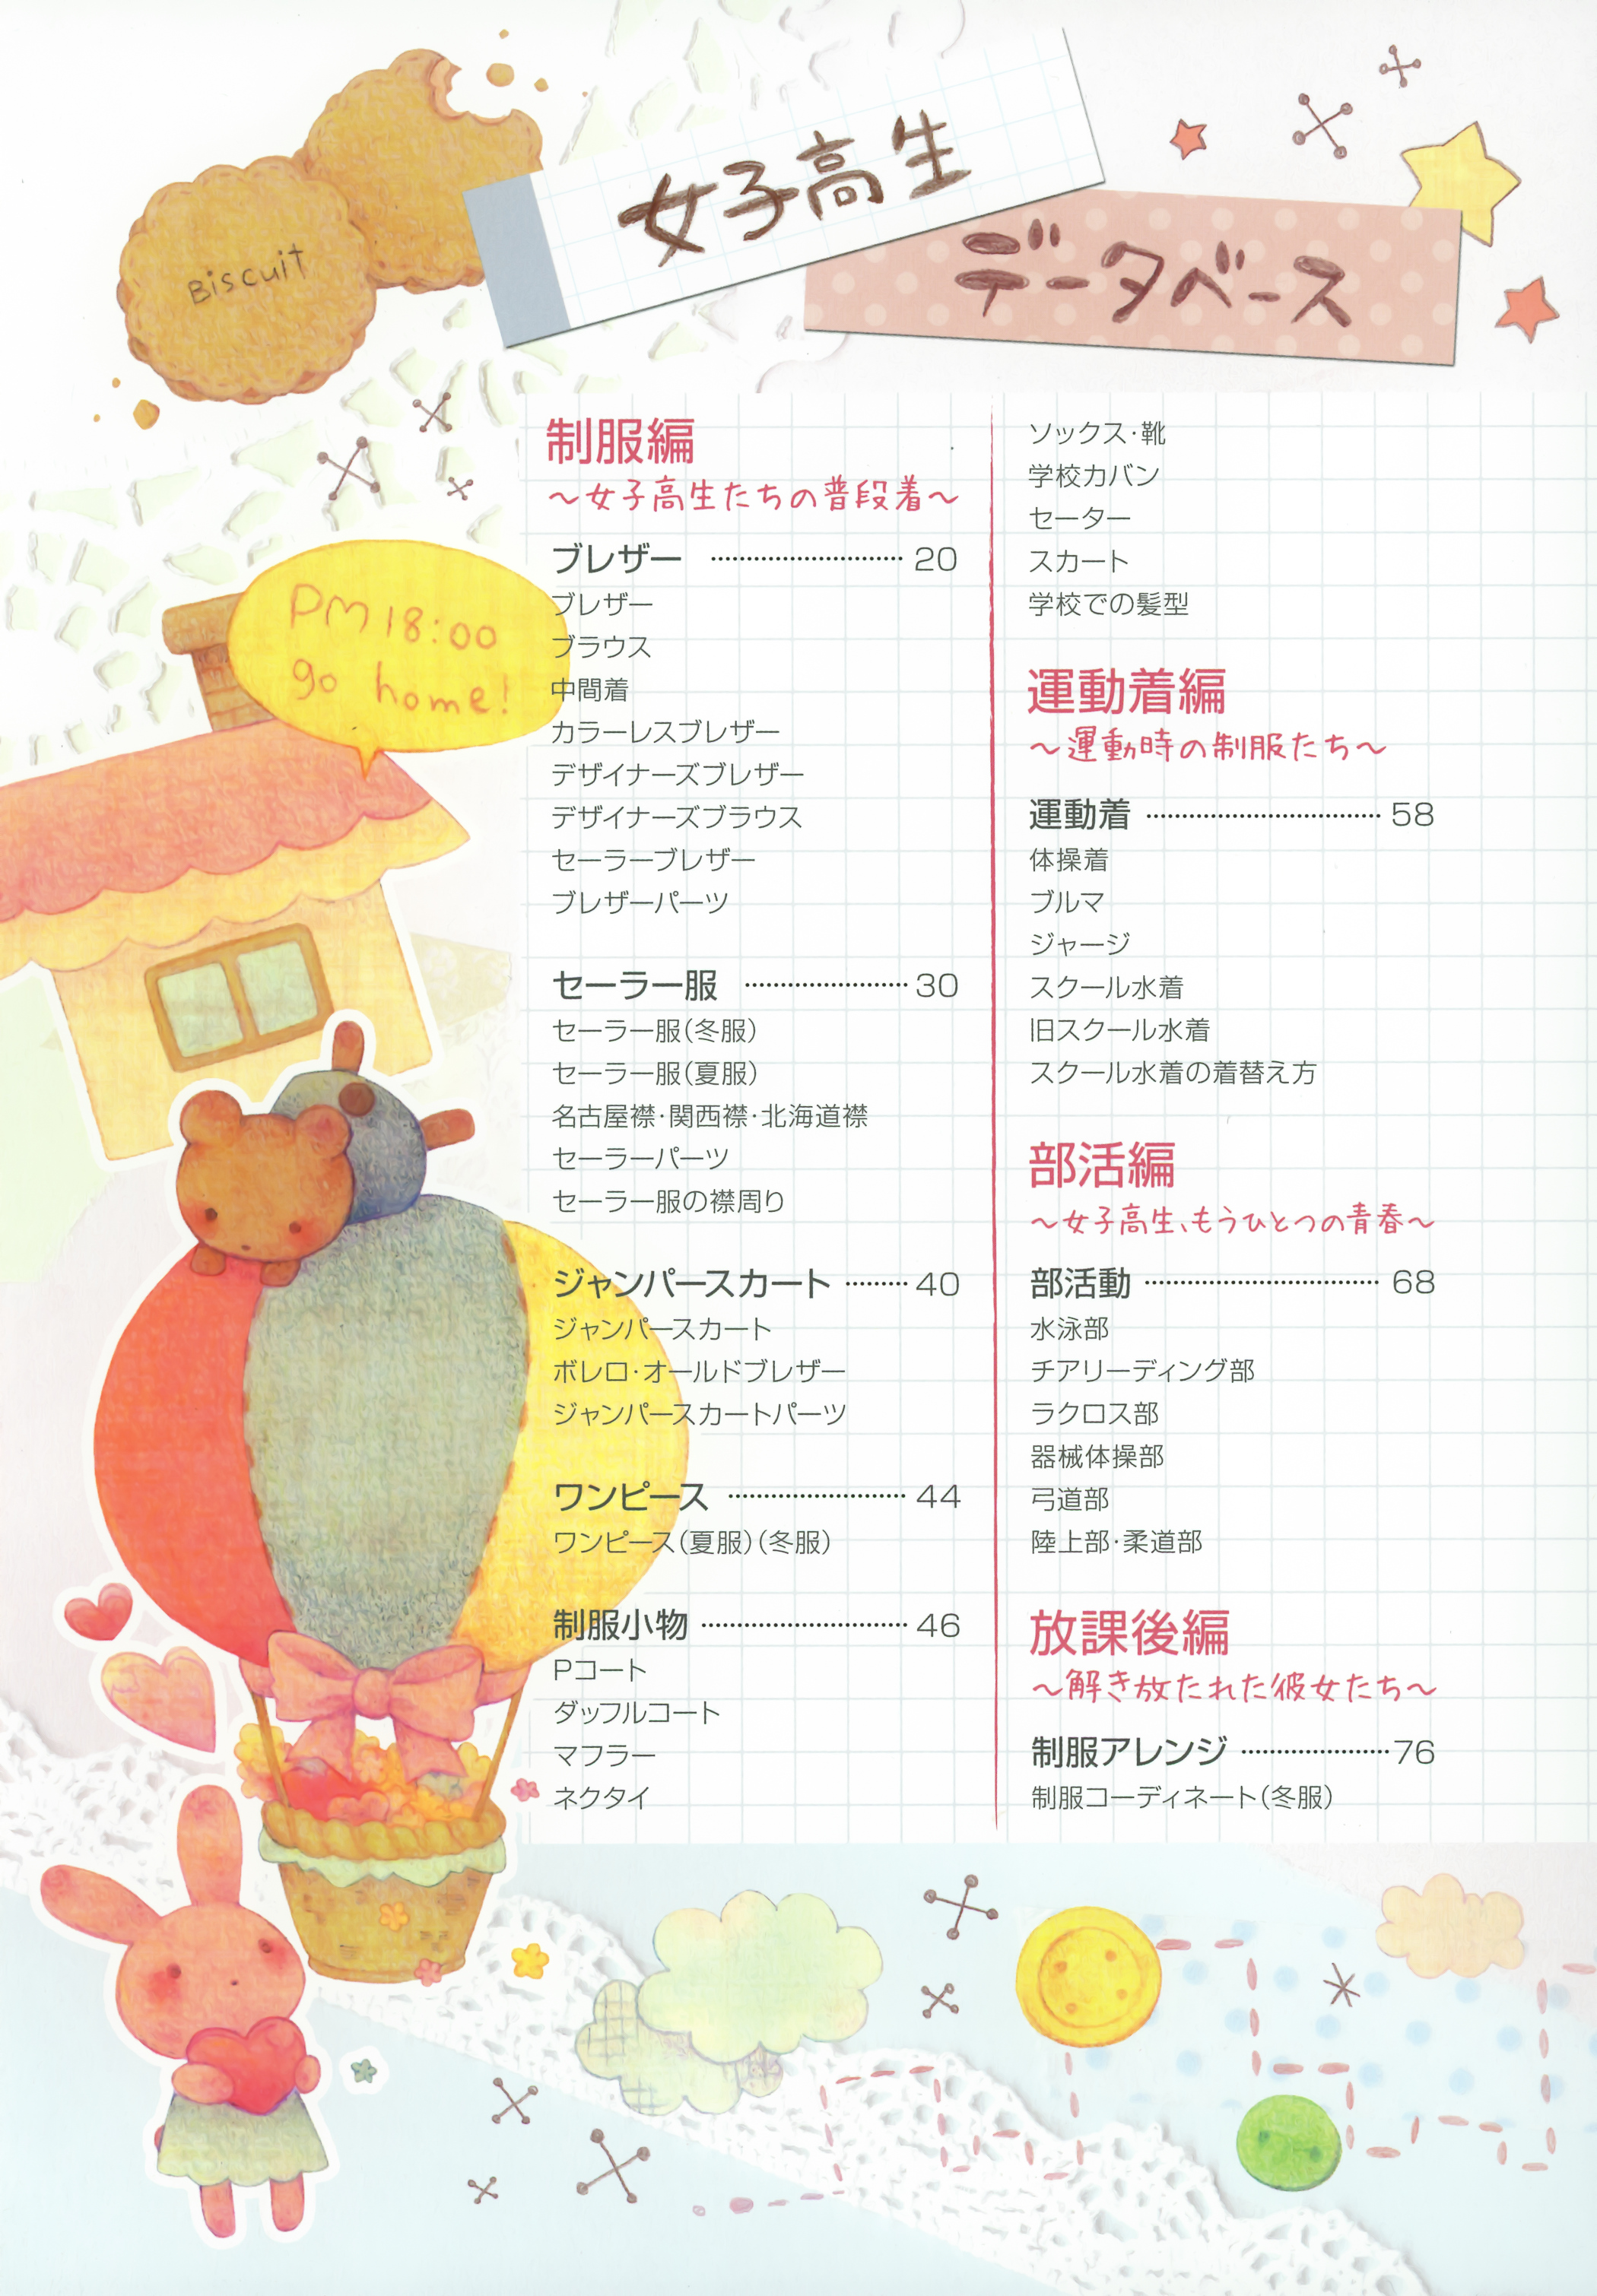 女子高生
データベース
Biscuit
PM 18:00
go home!
制服編
～女子高生たちの普段着～
ブレザー ………………………… 20
ブレザー
ブラウス
中間着
カラーレスブレザー
デザイナーズブレザー
デザイナーズブラウス
セーラーブレザー
ブレザーパーツ
セーラー服 …………………… 30
セーラー服(冬服)
セーラー服(夏服)
名古屋襟・関西襟・北海道襟
セーラーパーツ
セーラー服の襟周り
ジャンパースカート ……… 40
ジャンパースカート
ボレロ・オールドブレザー
ジャンパースカートパーツ
ワンピース ……………………… 44
ワンピース(夏服)(冬服)
制服小物 ………………………… 46
Pコート
ダッフルコート
マフラー
ネクタイ
ソックス・靴
学校カバン
セーター
スカート
学校での髪型
運動着編
～運動時の制服たち～
運動着 …………………………… 58
体操着
ブルマ
ジャージ
スクール水着
旧スクール水着
スクール水着の着替え方
部活編
～女子高生、もうひとつの青春～
部活動 …………………………… 68
水泳部
チアリーディング部
ラクロス部
器械体操部
弓道部
陸上部・柔道部
放課後編
～解き放たれた彼女たち～
制服アレンジ …………………76
制服コーディネート(冬服)